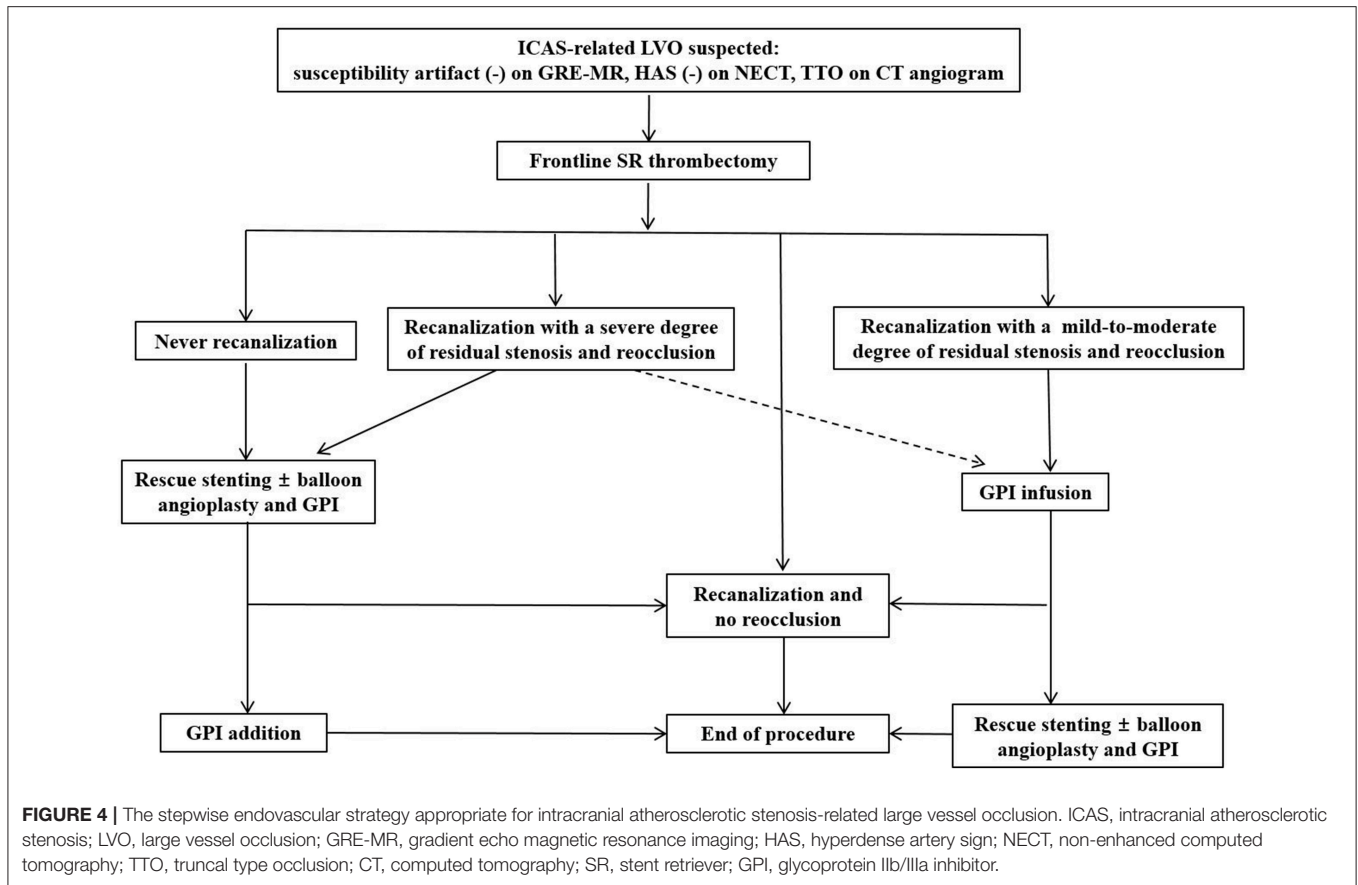 ICAS-related LVO suspected:
susceptibility artifact (-) on GRE-MR, HAS (-) on NECT, TTO on CT angiogram
Frontline SR thrombectomy
Never recanalization
Recanalization with a severe degree
of residual stenosis and reocclusion
Recanalization with a mild-to-moderate
degree of residual stenosis and reocclusion
Rescue stenting ± balloon
angioplasty and GPI
GPI infusion
Recanalization and
no reocclusion
GPI addition
End of procedure
Rescue stenting ± balloon
angioplasty and GPI
FIGURE 4 | The stepwise endovascular strategy appropriate for intracranial atherosclerotic stenosis-related large vessel occlusion. ICAS, intracranial atherosclerotic
stenosis; LVO, large vessel occlusion; GRE-MR, gradient echo magnetic resonance imaging; HAS, hyperdense artery sign; NECT, non-enhanced computed
tomography; TTO, truncal type occlusion; CT, computed tomography; SR, stent retriever; GPI, glycoprotein IIb/IIIa inhibitor.